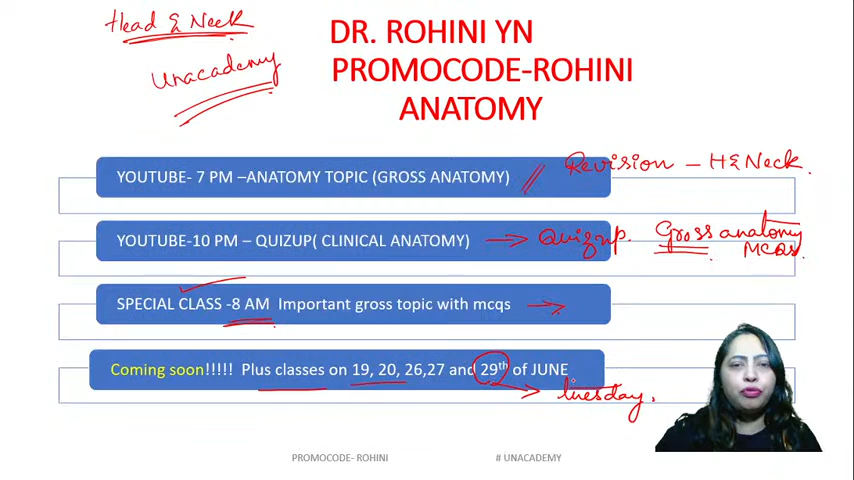 Head & Neck
Unacademy
DR. ROHINI YN
PROMOCODE-ROHINI
ANATOMY
YOUTUBE- 7 PM –ANATOMY TOPIC (GROSS ANATOMY)
Revision – H&Neck.
YOUTUBE-10 PM – QUIZUP( CLINICAL ANATOMY)
Quizup. Gross anatomy
MCQs.
SPECIAL CLASS -8 AM Important gross topic with mcqs
Coming soon!!!!! Plus classes on 19, 20, 26,27 and 29th of JUNE
tuesday.
PROMOCODE- ROHINI # UNACADEMY